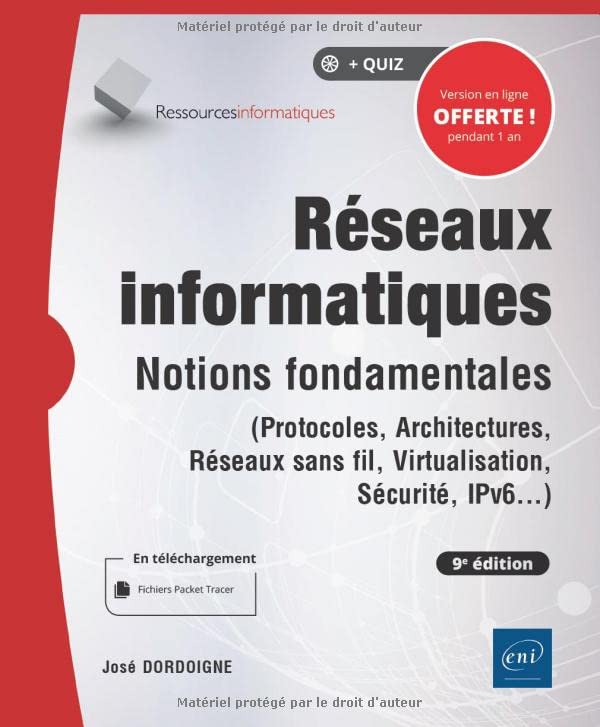 Matériel protégé par le droit d'auteur
+ QUIZ
Version en ligne
OFFERTE !
pendant 1 an
Ressourcesinformatiques
Réseaux
informatiques
Notions fondamentales
(Protocoles, Architectures,
Réseaux sans fil, Virtualisation,
Sécurité, IPv6...)
En téléchargement
Fichiers Packet Tracer
9e édition
José DORDOIGNE
eni
Matériel protégé par le droit d'auteur